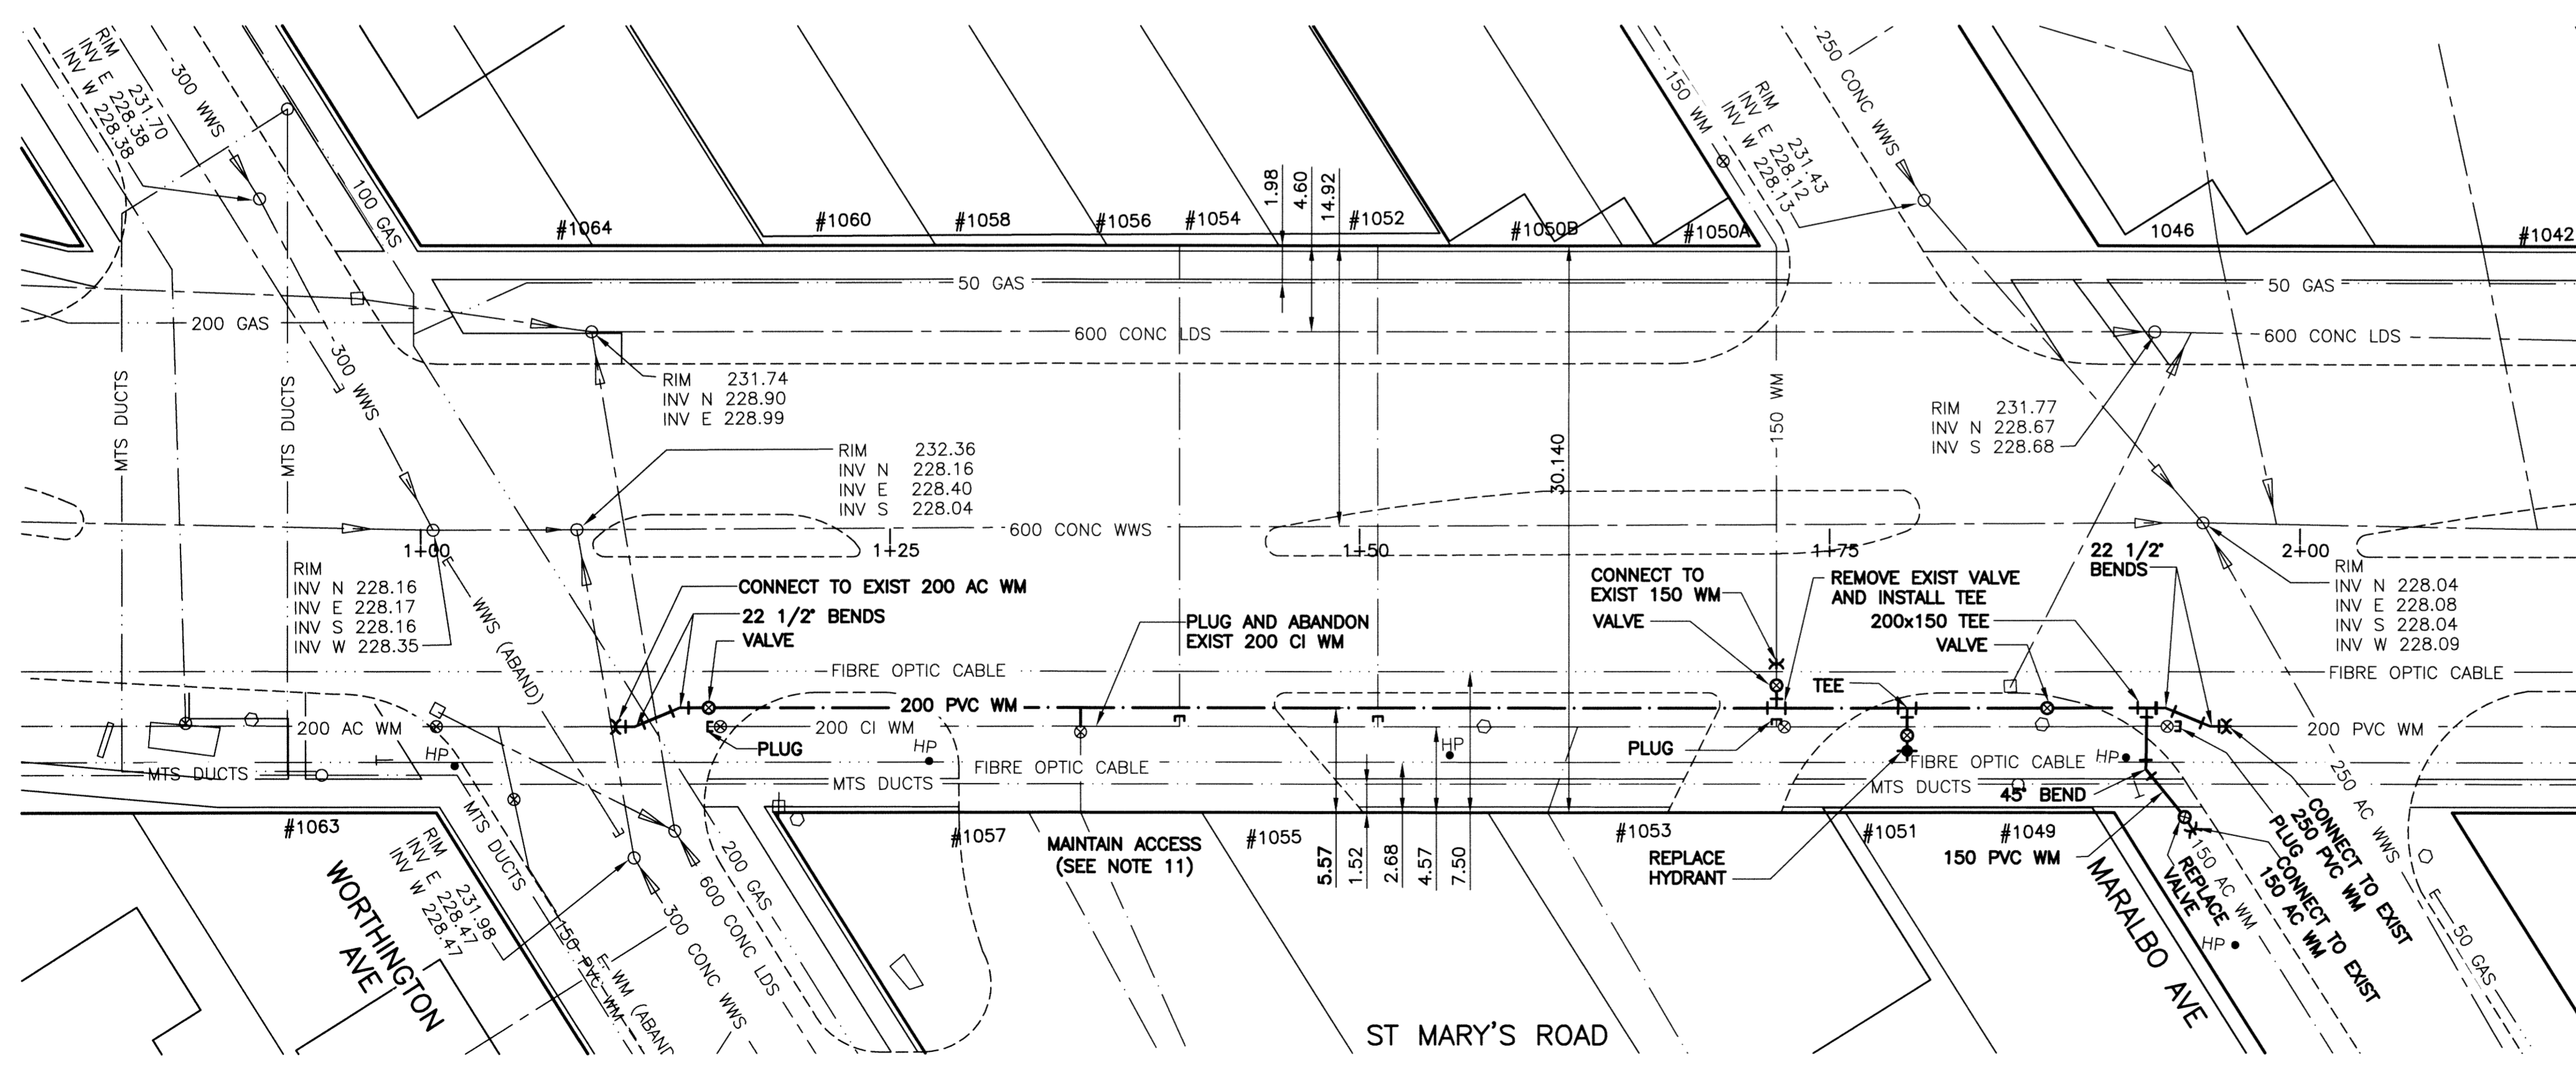 RIM 231.70
INV E 228.38
INV W 228.38
300 WWS
100 GAS
#1064
#1060
#1058
#1056
#1054
#1052
#1050B
#1050A
1046
#1042
1.98
4.60
14.92
150 WM
RIM 231.43
INV E 228.12
INV W 228.13
250 CONC WWS
50 GAS
50 GAS
200 GAS
600 CONC LDS
600 CONC LDS
MTS DUCTS
MTS DUCTS
300 WWS
RIM 231.74
INV N 228.90
INV E 228.99
150 WM
RIM 231.77
INV N 228.67
INV S 228.68
30.140
RIM 232.36
INV N 228.16
INV E 228.40
INV S 228.04
600 CONC WWS
1+00
1+25
1+50
1+75
2+00
RIM
INV N 228.16
INV E 228.17
INV S 228.16
INV W 228.35
E
WWS (ABAND)
CONNECT TO EXIST 200 AC WM
22 1/2° BENDS
VALVE
PLUG AND ABANDON
EXIST 200 CI WM
CONNECT TO
EXIST 150 WM
VALVE
REMOVE EXIST VALVE
AND INSTALL TEE
200x150 TEE
VALVE
22 1/2°
BENDS
RIM
INV N 228.04
INV E 228.08
INV S 228.04
INV W 228.09
FIBRE OPTIC CABLE
FIBRE OPTIC CABLE
TEE
200 PVC WM
200 AC WM
200 CI WM
200 PVC WM
PLUG
PLUG
HP
HP
HP
HP
MTS DUCTS
FIBRE OPTIC CABLE
FIBRE OPTIC CABLE
MTS DUCTS
MTS DUCTS
45° BEND
250 AC WWS
#1063
#1057
#1055
#1053
#1051
#1049
MAINTAIN ACCESS
(SEE NOTE 11)
5.57
1.52
2.68
4.57
7.50
REPLACE
HYDRANT
150 PVC WM
CONNECT TO EXIST
250 PVC WM
PLUG
CONNECT TO EXIST
150 AC WM
150 AC WM
REPLACE
VALVE
HP
E 50 GAS
MTS DUCTS
RIM 231.98
INV E 228.47
INV W 228.47
WORTHINGTON
AVE
150 PVC WM
E WM (ABAN
300 CONC WWS
600 CONC LDS
200 GAS
MARALBO AVE
ST MARY'S ROAD